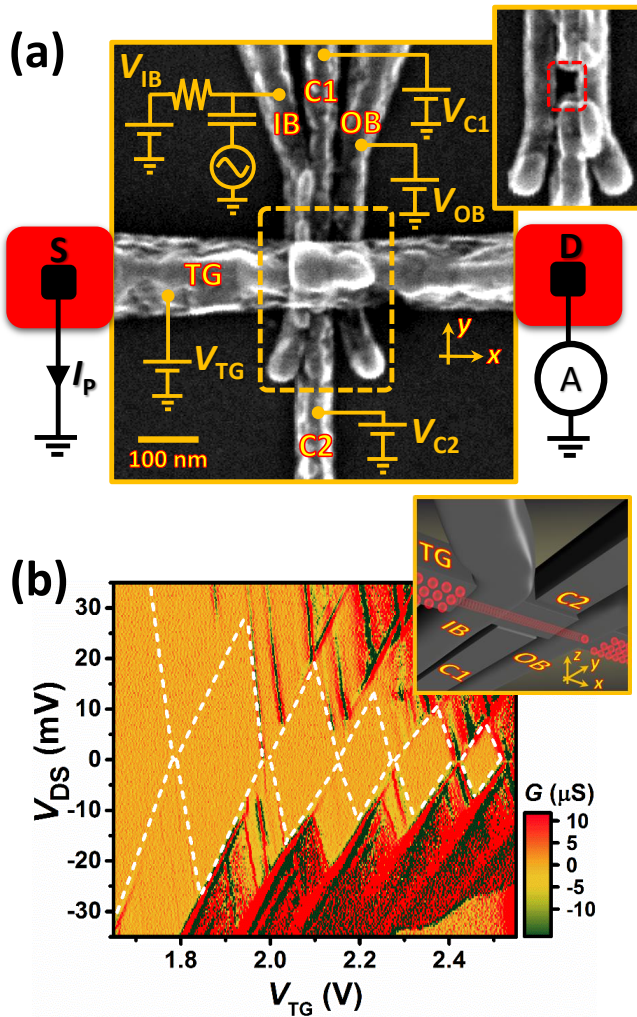 (a)
V_IB
C1
IB
OB
V_C1
V_OB
S
TG
D
I_P
V_TG
y
x
A
C2
V_C2
100 nm
(b)
TG
C2
IB
C1
OB
z
y
x
30
20
10
0
-10
-20
-30
V_DS (mV)
G (μS)
10
5
0
-5
-10
1.8
2.0
2.2
2.4
V_TG (V)